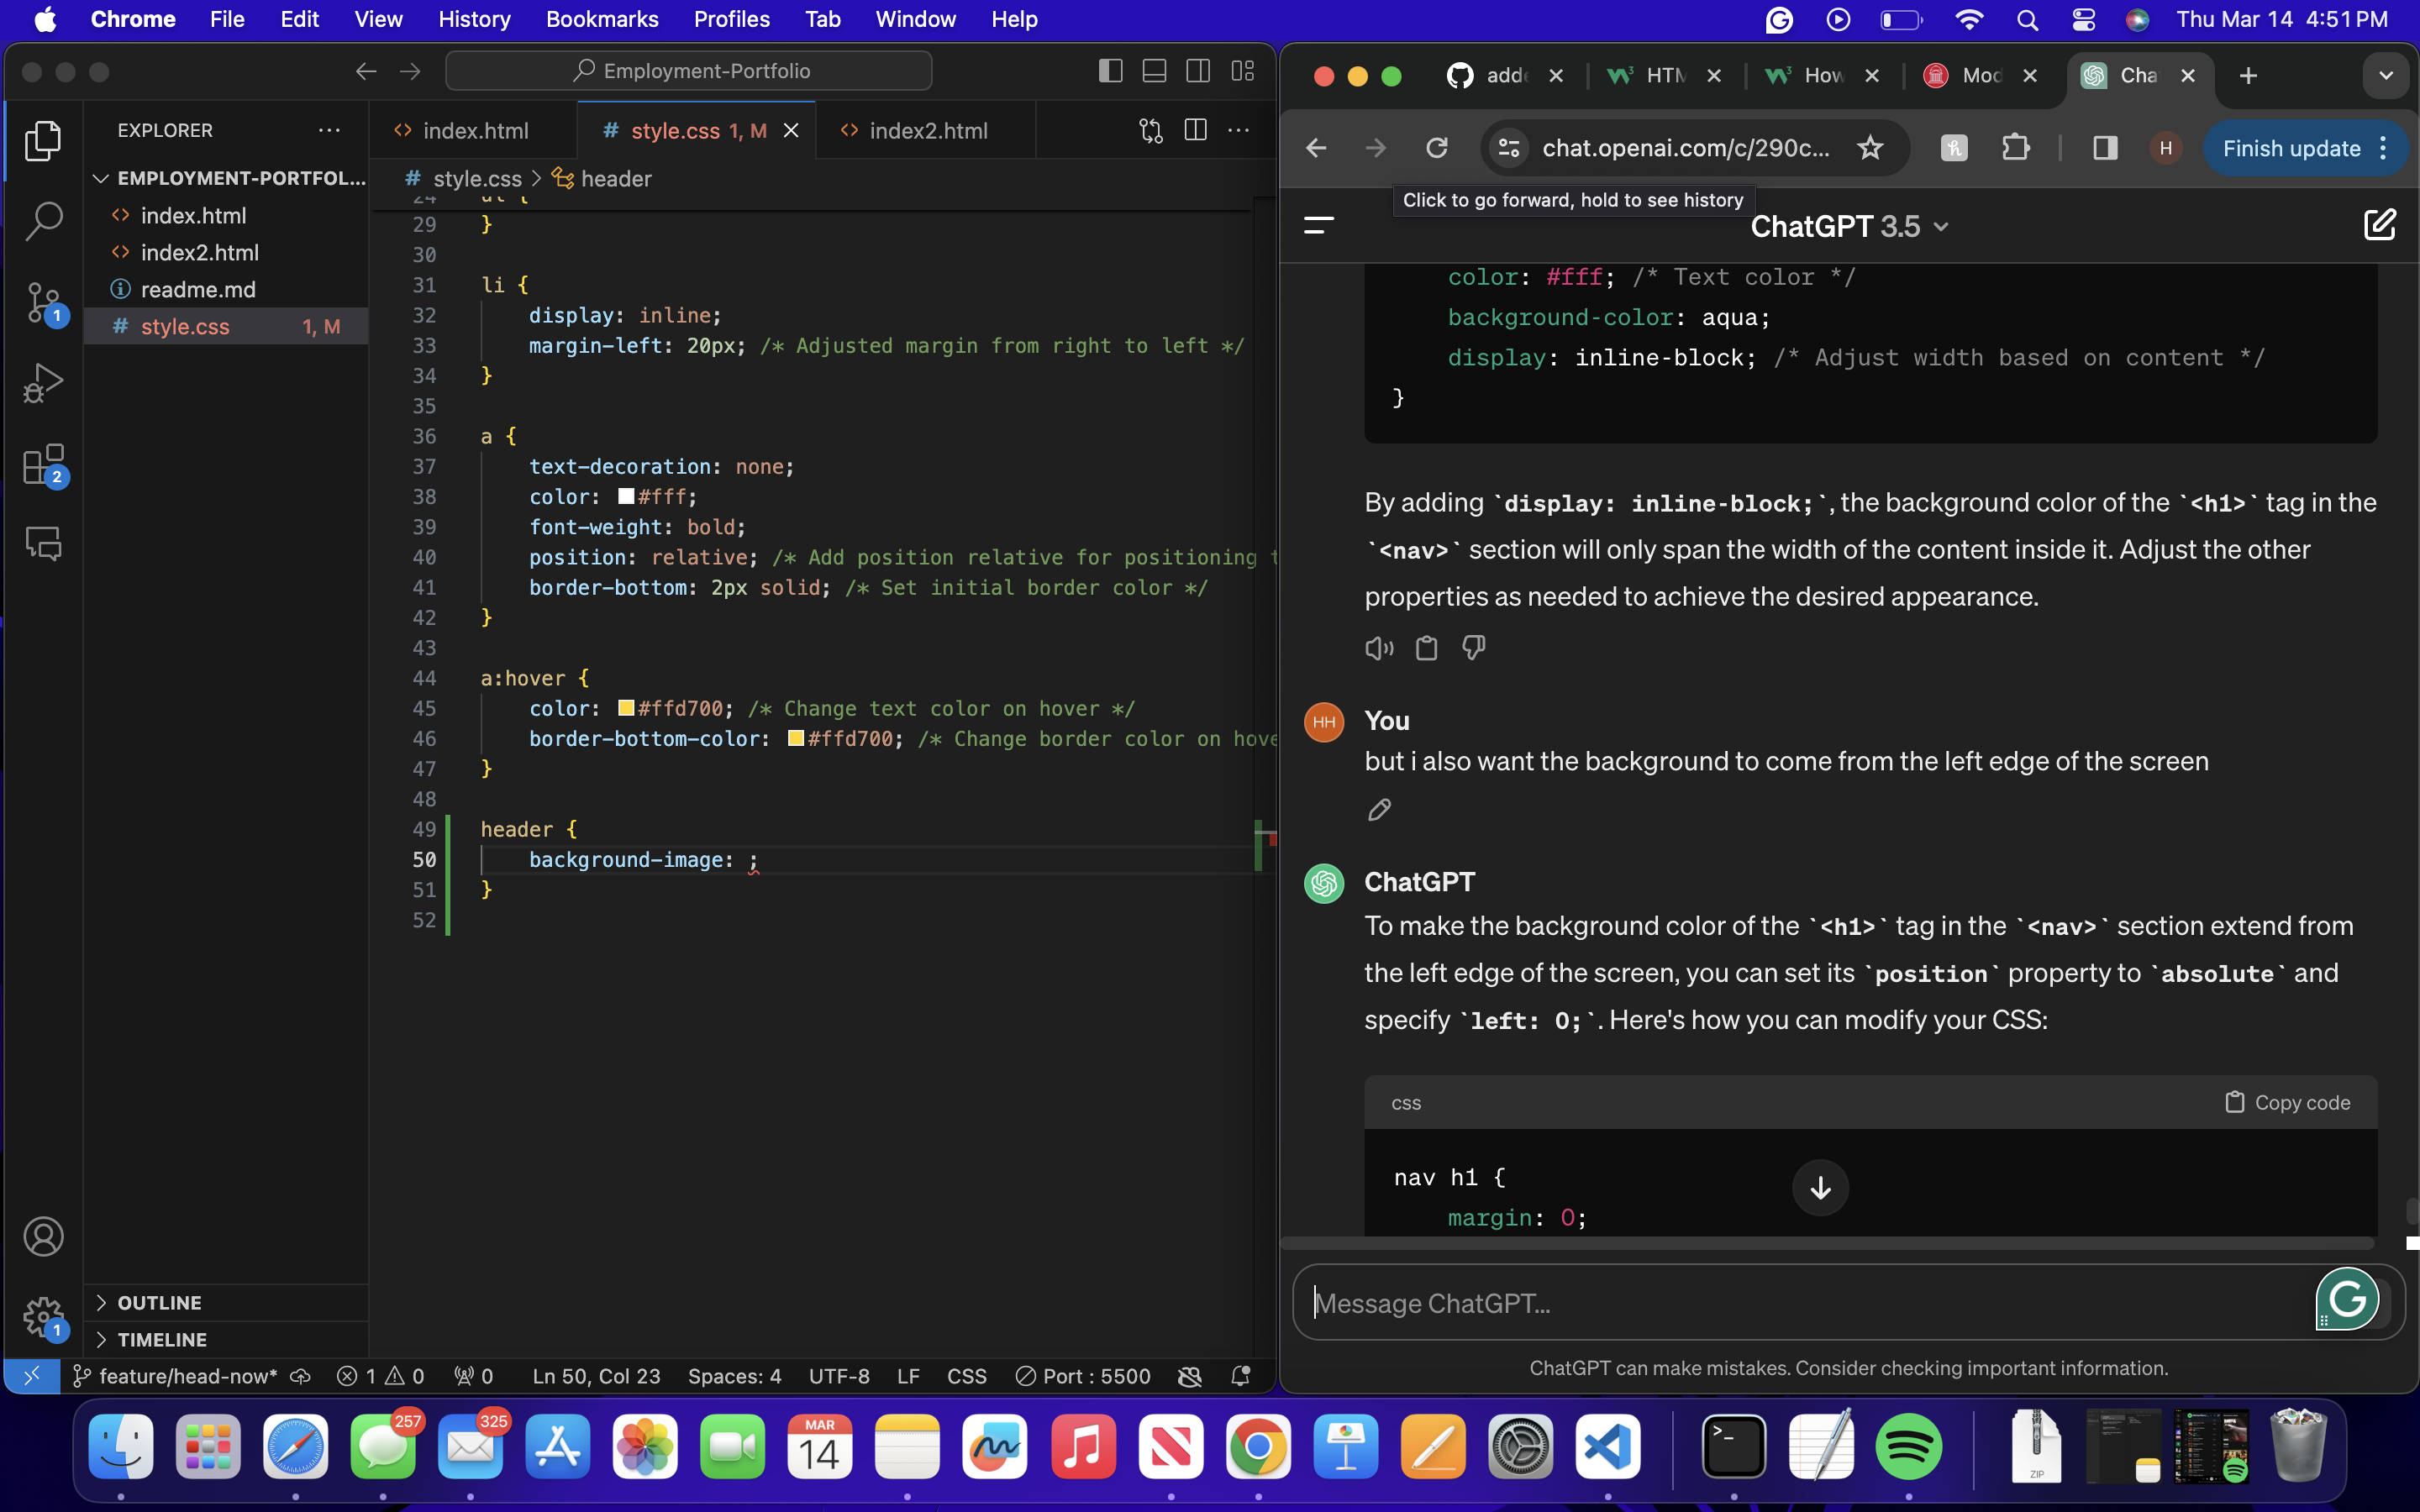 Chrome File Edit View History Bookmarks Profiles Tab Window Help Thu Mar 14 4:51 PM
Employment-Portfolio
EXPLORER
EMPLOYMENT-PORTFOL...
index.html
index2.html
readme.md
style.css 1, M
1
2
1
OUTLINE
TIMELINE
index.html
style.css 1, M
index2.html
style.css > header
29 }
30
31 li {
32 display: inline;
33 margin-left: 20px; /* Adjusted margin from right to left */
34 }
35
36 a {
37 text-decoration: none;
38 color: #fff;
39 font-weight: bold;
40 position: relative; /* Add position relative for positioning
41 border-bottom: 2px solid; /* Set initial border color */
42 }
43
44 a:hover {
45 color: #ffd700; /* Change text color on hover */
46 border-bottom-color: #ffd700; /* Change border color on hove
47 }
48
49 header {
50 background-image: ;
51 }
52
feature/head-now* 1 0 0 Ln 50, Col 23 Spaces: 4 UTF-8 LF CSS Port : 5500
add HTM How Mod Cha
chat.openai.com/c/290c... H Finish update
Click to go forward, hold to see history
ChatGPT 3.5
color: #fff; /* Text color */
background-color: aqua;
display: inline-block; /* Adjust width based on content */
}
By adding `display: inline-block;`, the background color of the `<h1>` tag in the
`<nav>` section will only span the width of the content inside it. Adjust the other
properties as needed to achieve the desired appearance.
HH You
but i also want the background to come from the left edge of the screen
ChatGPT
To make the background color of the `<h1>` tag in the `<nav>` section extend from
the left edge of the screen, you can set its `position` property to `absolute` and
specify `left: 0;`. Here's how you can modify your CSS:
css Copy code
nav h1 {
margin: 0;
Message ChatGPT...
ChatGPT can make mistakes. Consider checking important information.
257
325
MAR
14
ZIP